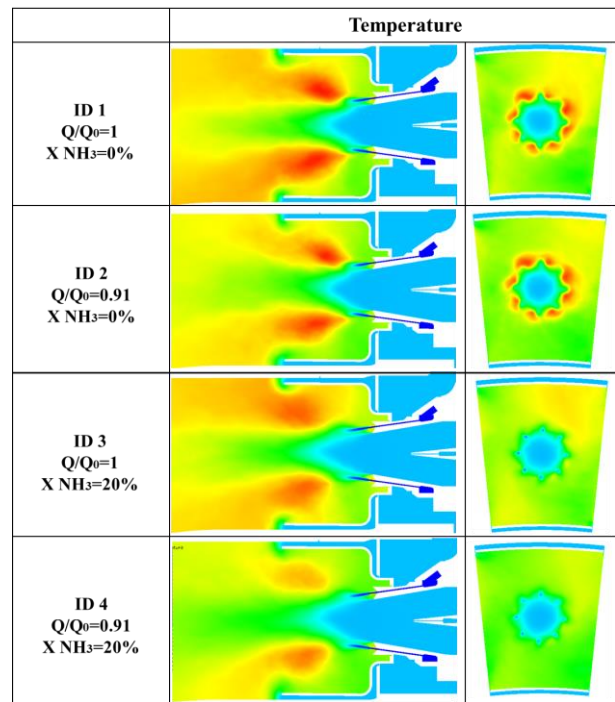 Temperature
ID 1
Q/Q₀=1
X NH₃=0%
ID 2
Q/Q₀=0.91
X NH₃=0%
ID 3
Q/Q₀=1
X NH₃=20%
ID 4
Q/Q₀=0.91
X NH₃=20%